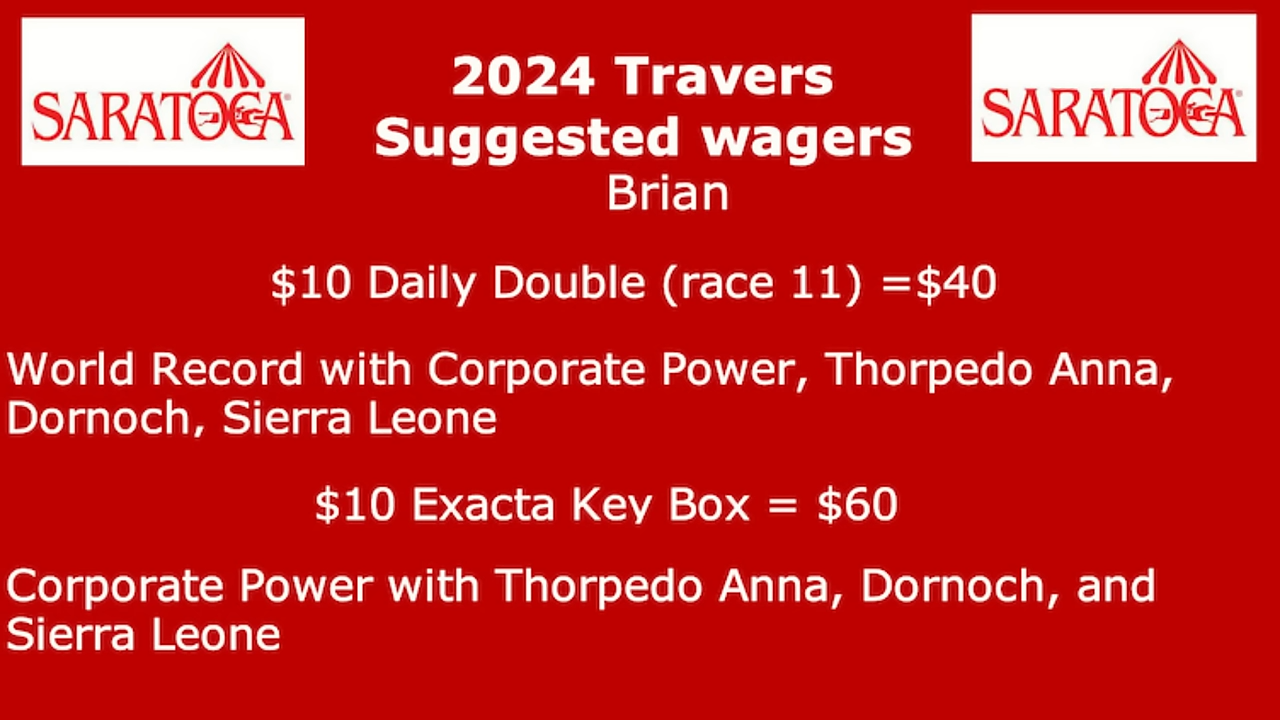 SARATOGA®
SARATOGA®
2024 Travers
Suggested wagers
Brian
$10 Daily Double (race 11) =$40
World Record with Corporate Power, Thorpedo Anna,
Dornoch, Sierra Leone
$10 Exacta Key Box = $60
Corporate Power with Thorpedo Anna, Dornoch, and
Sierra Leone